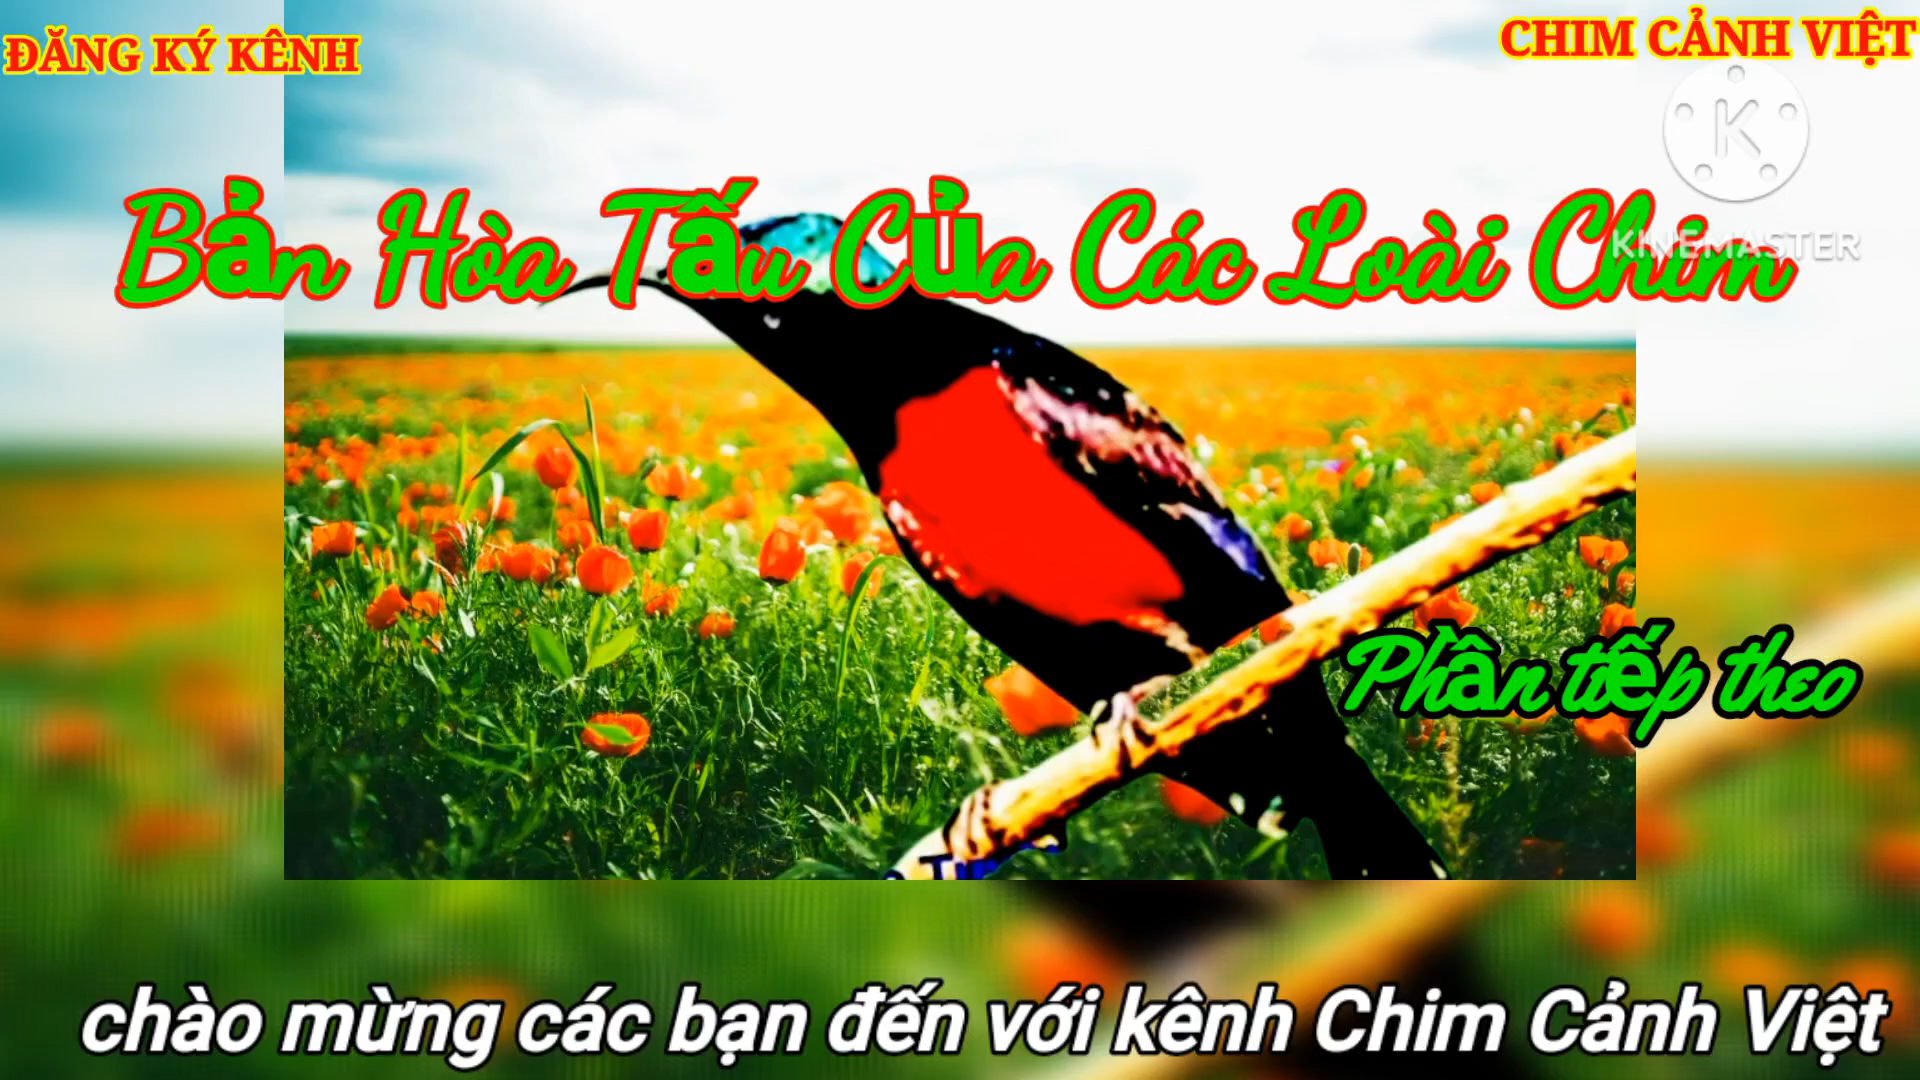 ĐĂNG KÝ KÊNH
CHIM CẢNH VIỆT
K
KINEMASTER
Bản Hòa Tấu Của Các Loài Chim
Phần tiếp theo
chào mừng các bạn đến với kênh Chim Cảnh Việt